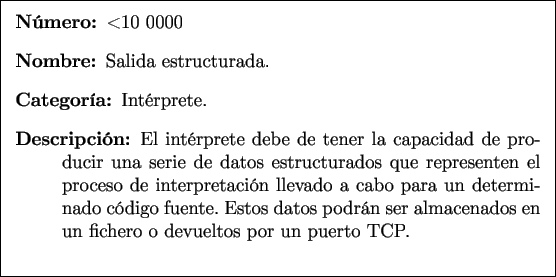 Número: <10 0000
Nombre: Salida estructurada.
Categoría: Intérprete.
Descripción: El intérprete debe de tener la capacidad de pro-
ducir una serie de datos estructurados que representen el
proceso de interpretación llevado a cabo para un determi-
nado código fuente. Estos datos podrán ser almacenados en
un fichero o devueltos por un puerto TCP.